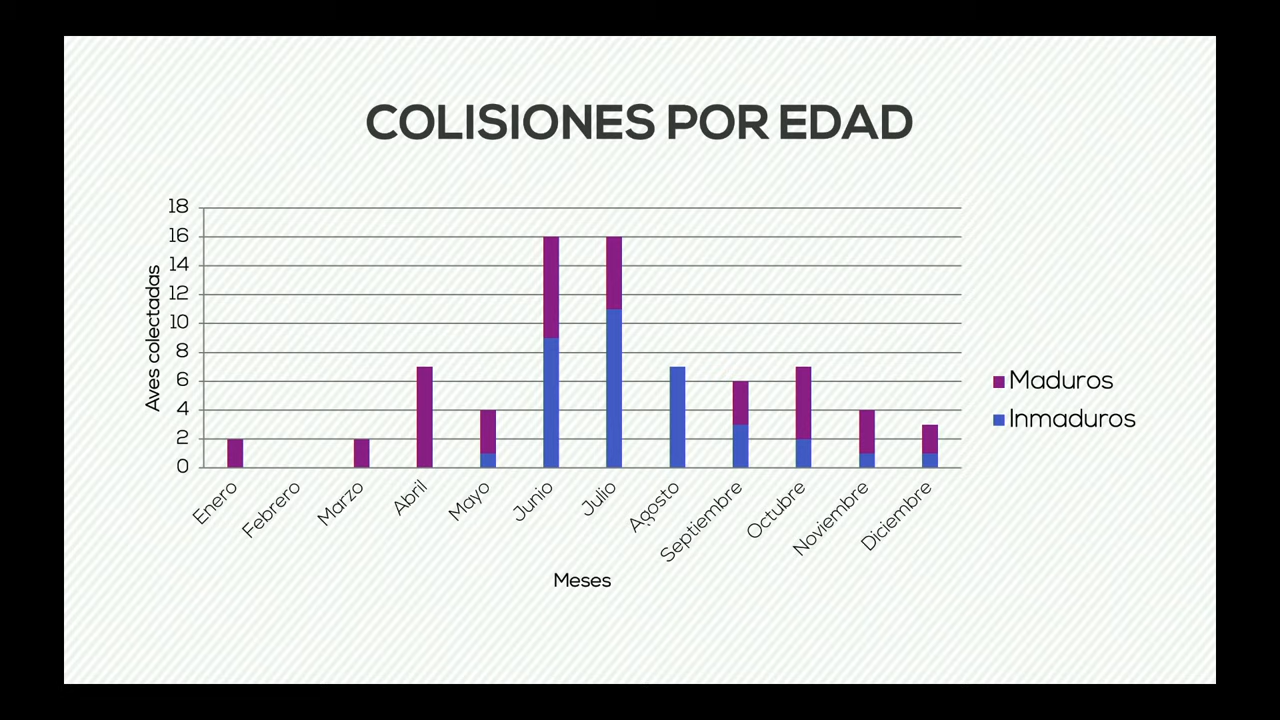 COLISIONES POR EDAD
18
16
14
12
10
8
6
4
2
0
Aves colectadas
Enero
Febrero
Marzo
Abril
Mayo
Junio
Julio
Agosto
Septiembre
Octubre
Noviembre
Diciembre
Meses
Maduros
Inmaduros